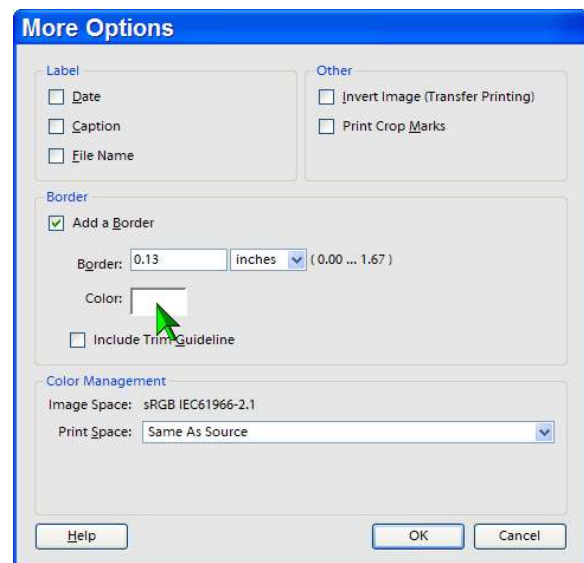 More Options
Label
Date
Caption
File Name
Other
Invert Image (Transfer Printing)
Print Crop Marks
Border
Add a Border
Border: 0.13 inches ( 0.00 ... 1.67 )
Color:
Include Trim Guideline
Color Management
Image Space: sRGB IEC61966-2.1
Print Space: Same As Source
Help OK Cancel